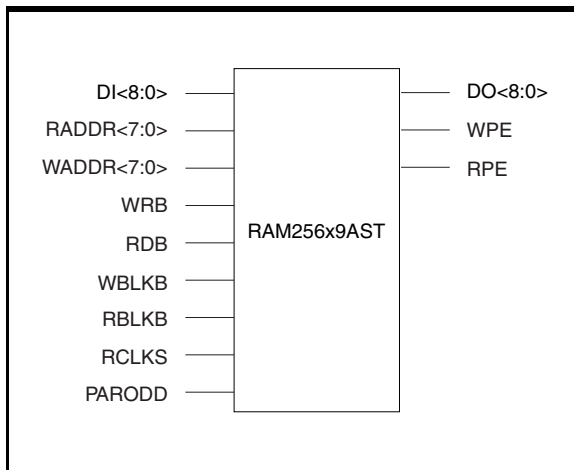 DI<8:0>
RADDR<7:0>
WADDR<7:0>
WRB
RDB
WBLKB
RBLKB
RCLKS
PARODD
RAM256x9AST
DO<8:0>
WPE
RPE